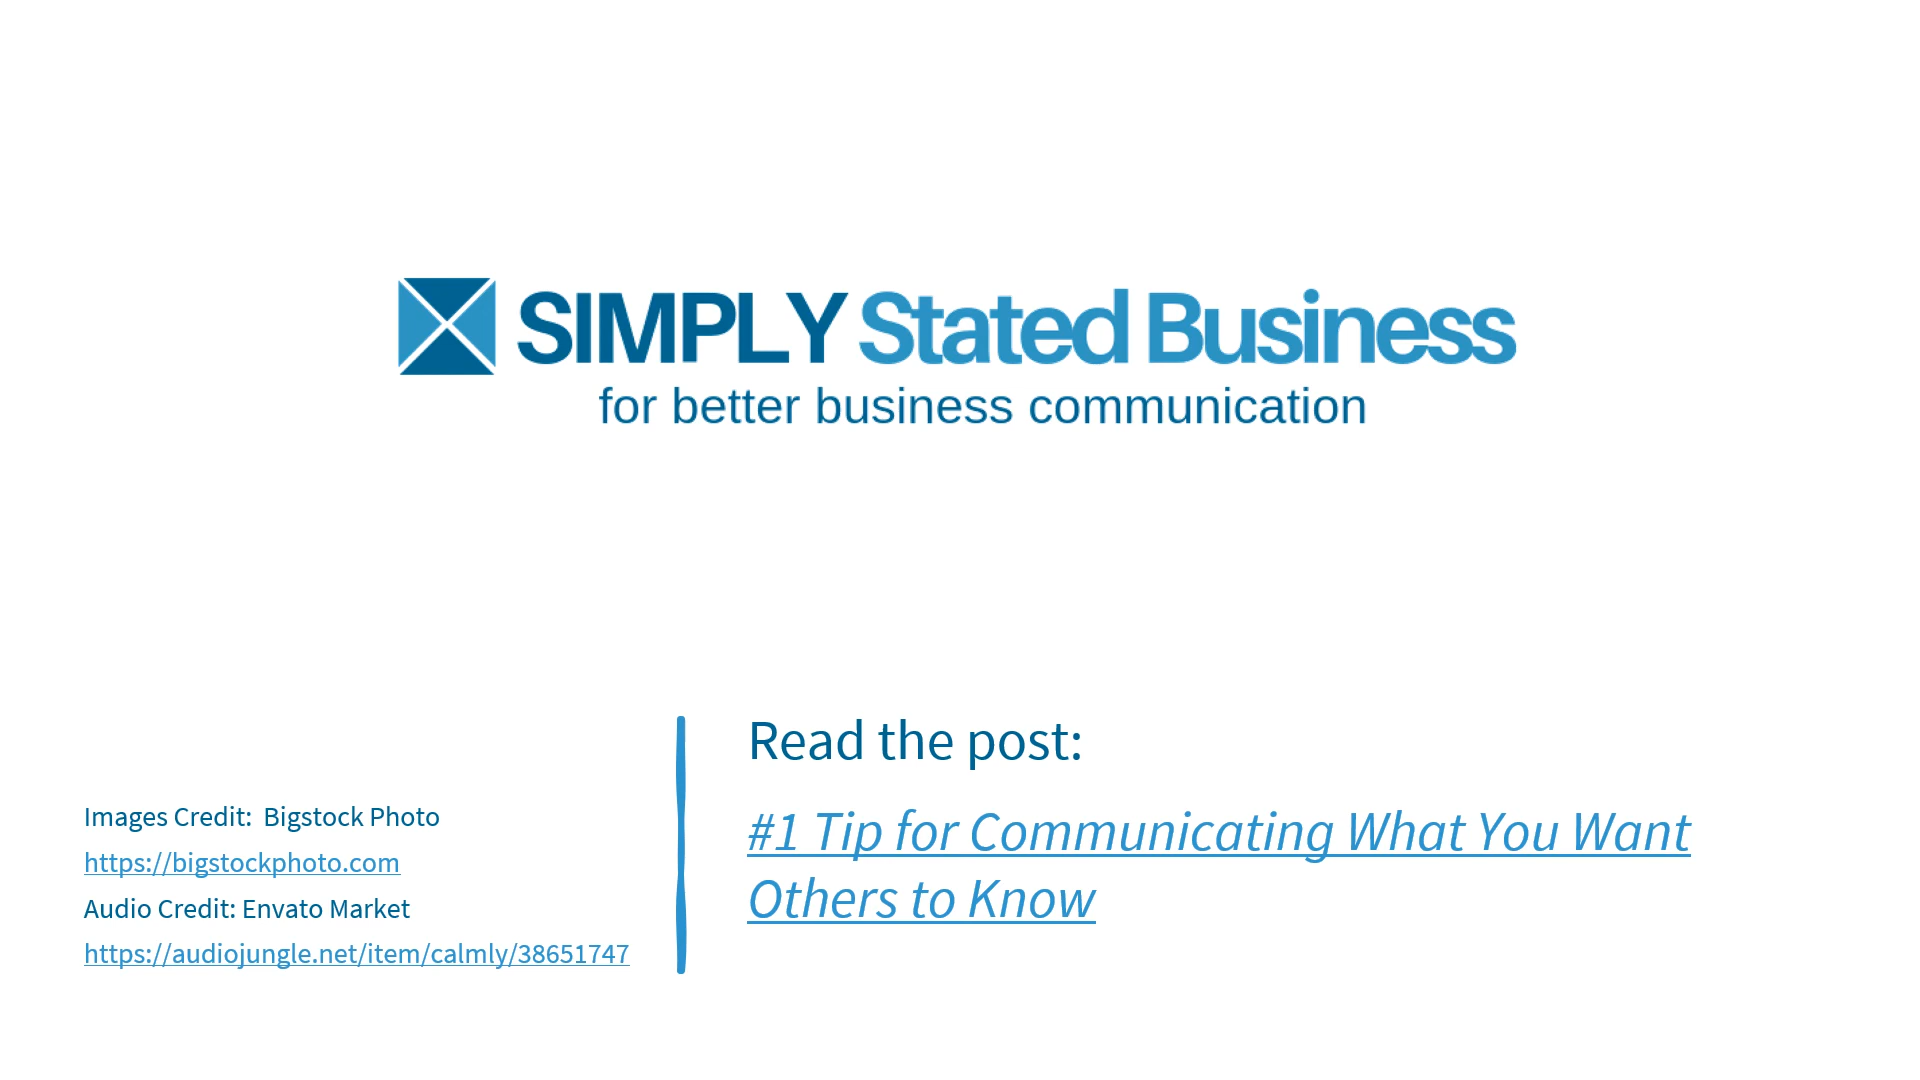 SIMPLY Stated Business
for better business communication
Read the post:
#1 Tip for Communicating What You Want
Others to Know
Images Credit:  Bigstock Photo
https://bigstockphoto.com
Audio Credit: Envato Market
https://audiojungle.net/item/calmly/38651747